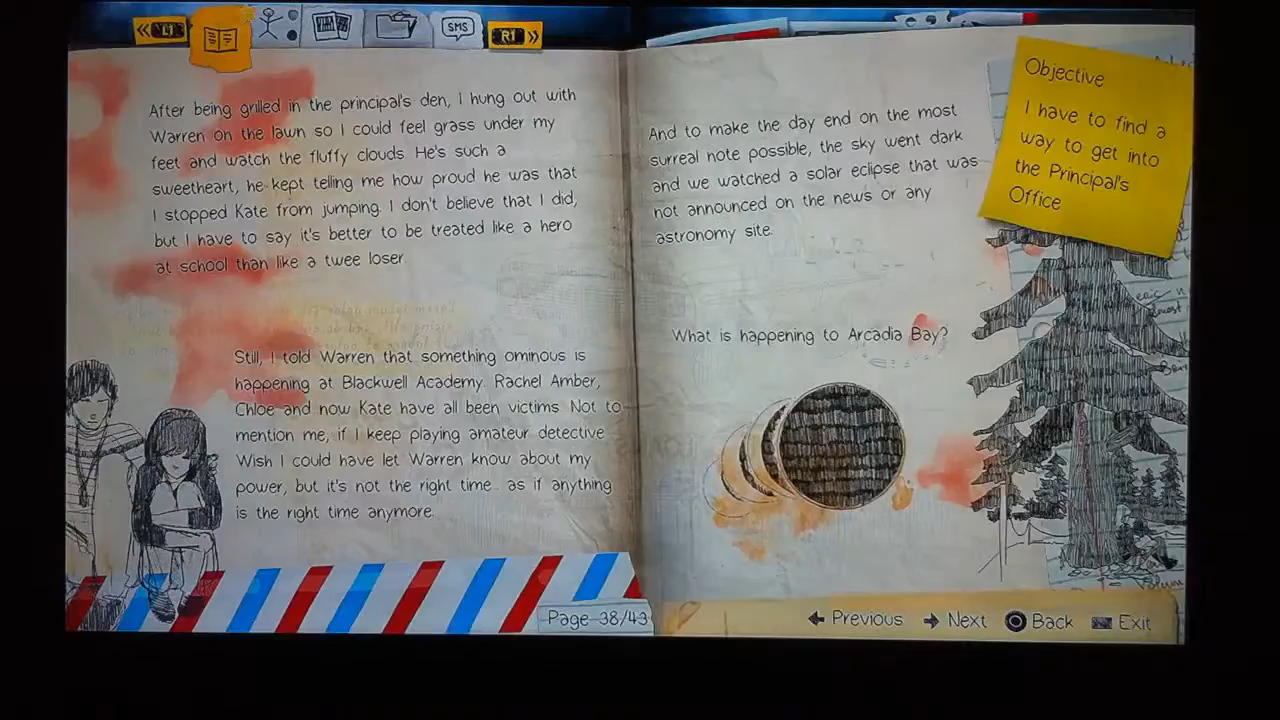 L1
SMS
R1
After being grilled in the principal's den, I hung out with
Warren on the lawn so I could feel grass under my
feet and watch the fluffy clouds. He's such a
sweetheart, he kept telling me how proud he was that
I stopped Kate from jumping. I don't believe that I did,
but I have to say it's better to be treated like a hero
at school than like a twee loser.
Still, I told Warren that something ominous is
happening at Blackwell Academy. Rachel Amber,
Chloe and now Kate have all been victims. Not to
mention me, if I keep playing amateur detective.
Wish I could have let Warren know about my
power, but it's not the right time... as if anything
is the right time anymore.
Page 38/43
And to make the day end on the most
surreal note possible, the sky went dark
and we watched a solar eclipse that was
not announced on the news or any
astronomy site.
What is happening to Arcadia Bay?
Objective
I have to find a
way to get into
the Principal's
Office
Previous Next Back Exit